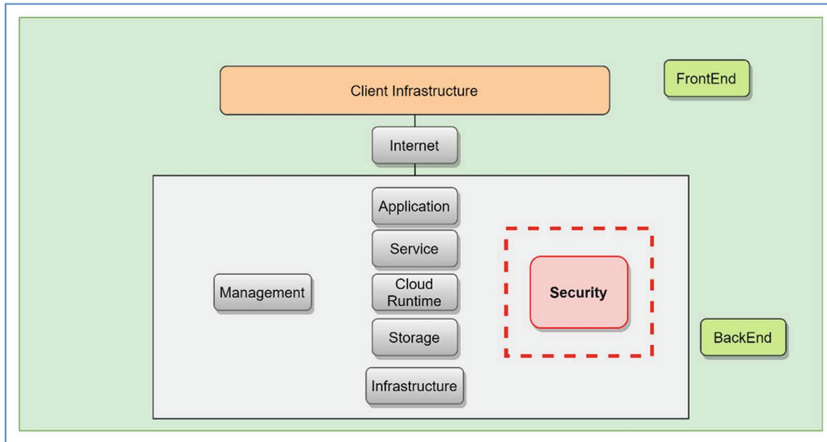 Client Infrastructure
FrontEnd
Internet
Application
Service
Management
Cloud
Runtime
Security
Storage
BackEnd
Infrastructure